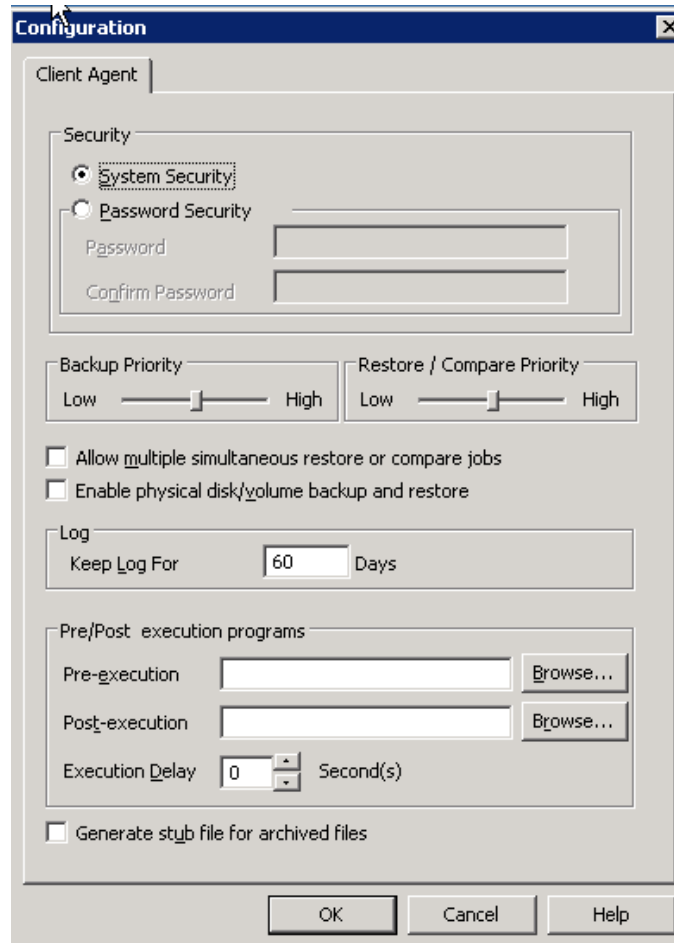 Configuration
Client Agent
Security
System Security
Password Security
Password
Confirm Password
Backup Priority
Low High
Restore / Compare Priority
Low High
Allow multiple simultaneous restore or compare jobs
Enable physical disk/volume backup and restore
Log
Keep Log For 60 Days
Pre/Post execution programs
Pre-execution Browse...
Post-execution Browse...
Execution Delay 0 Second(s)
Generate stub file for archived files
OK Cancel Help